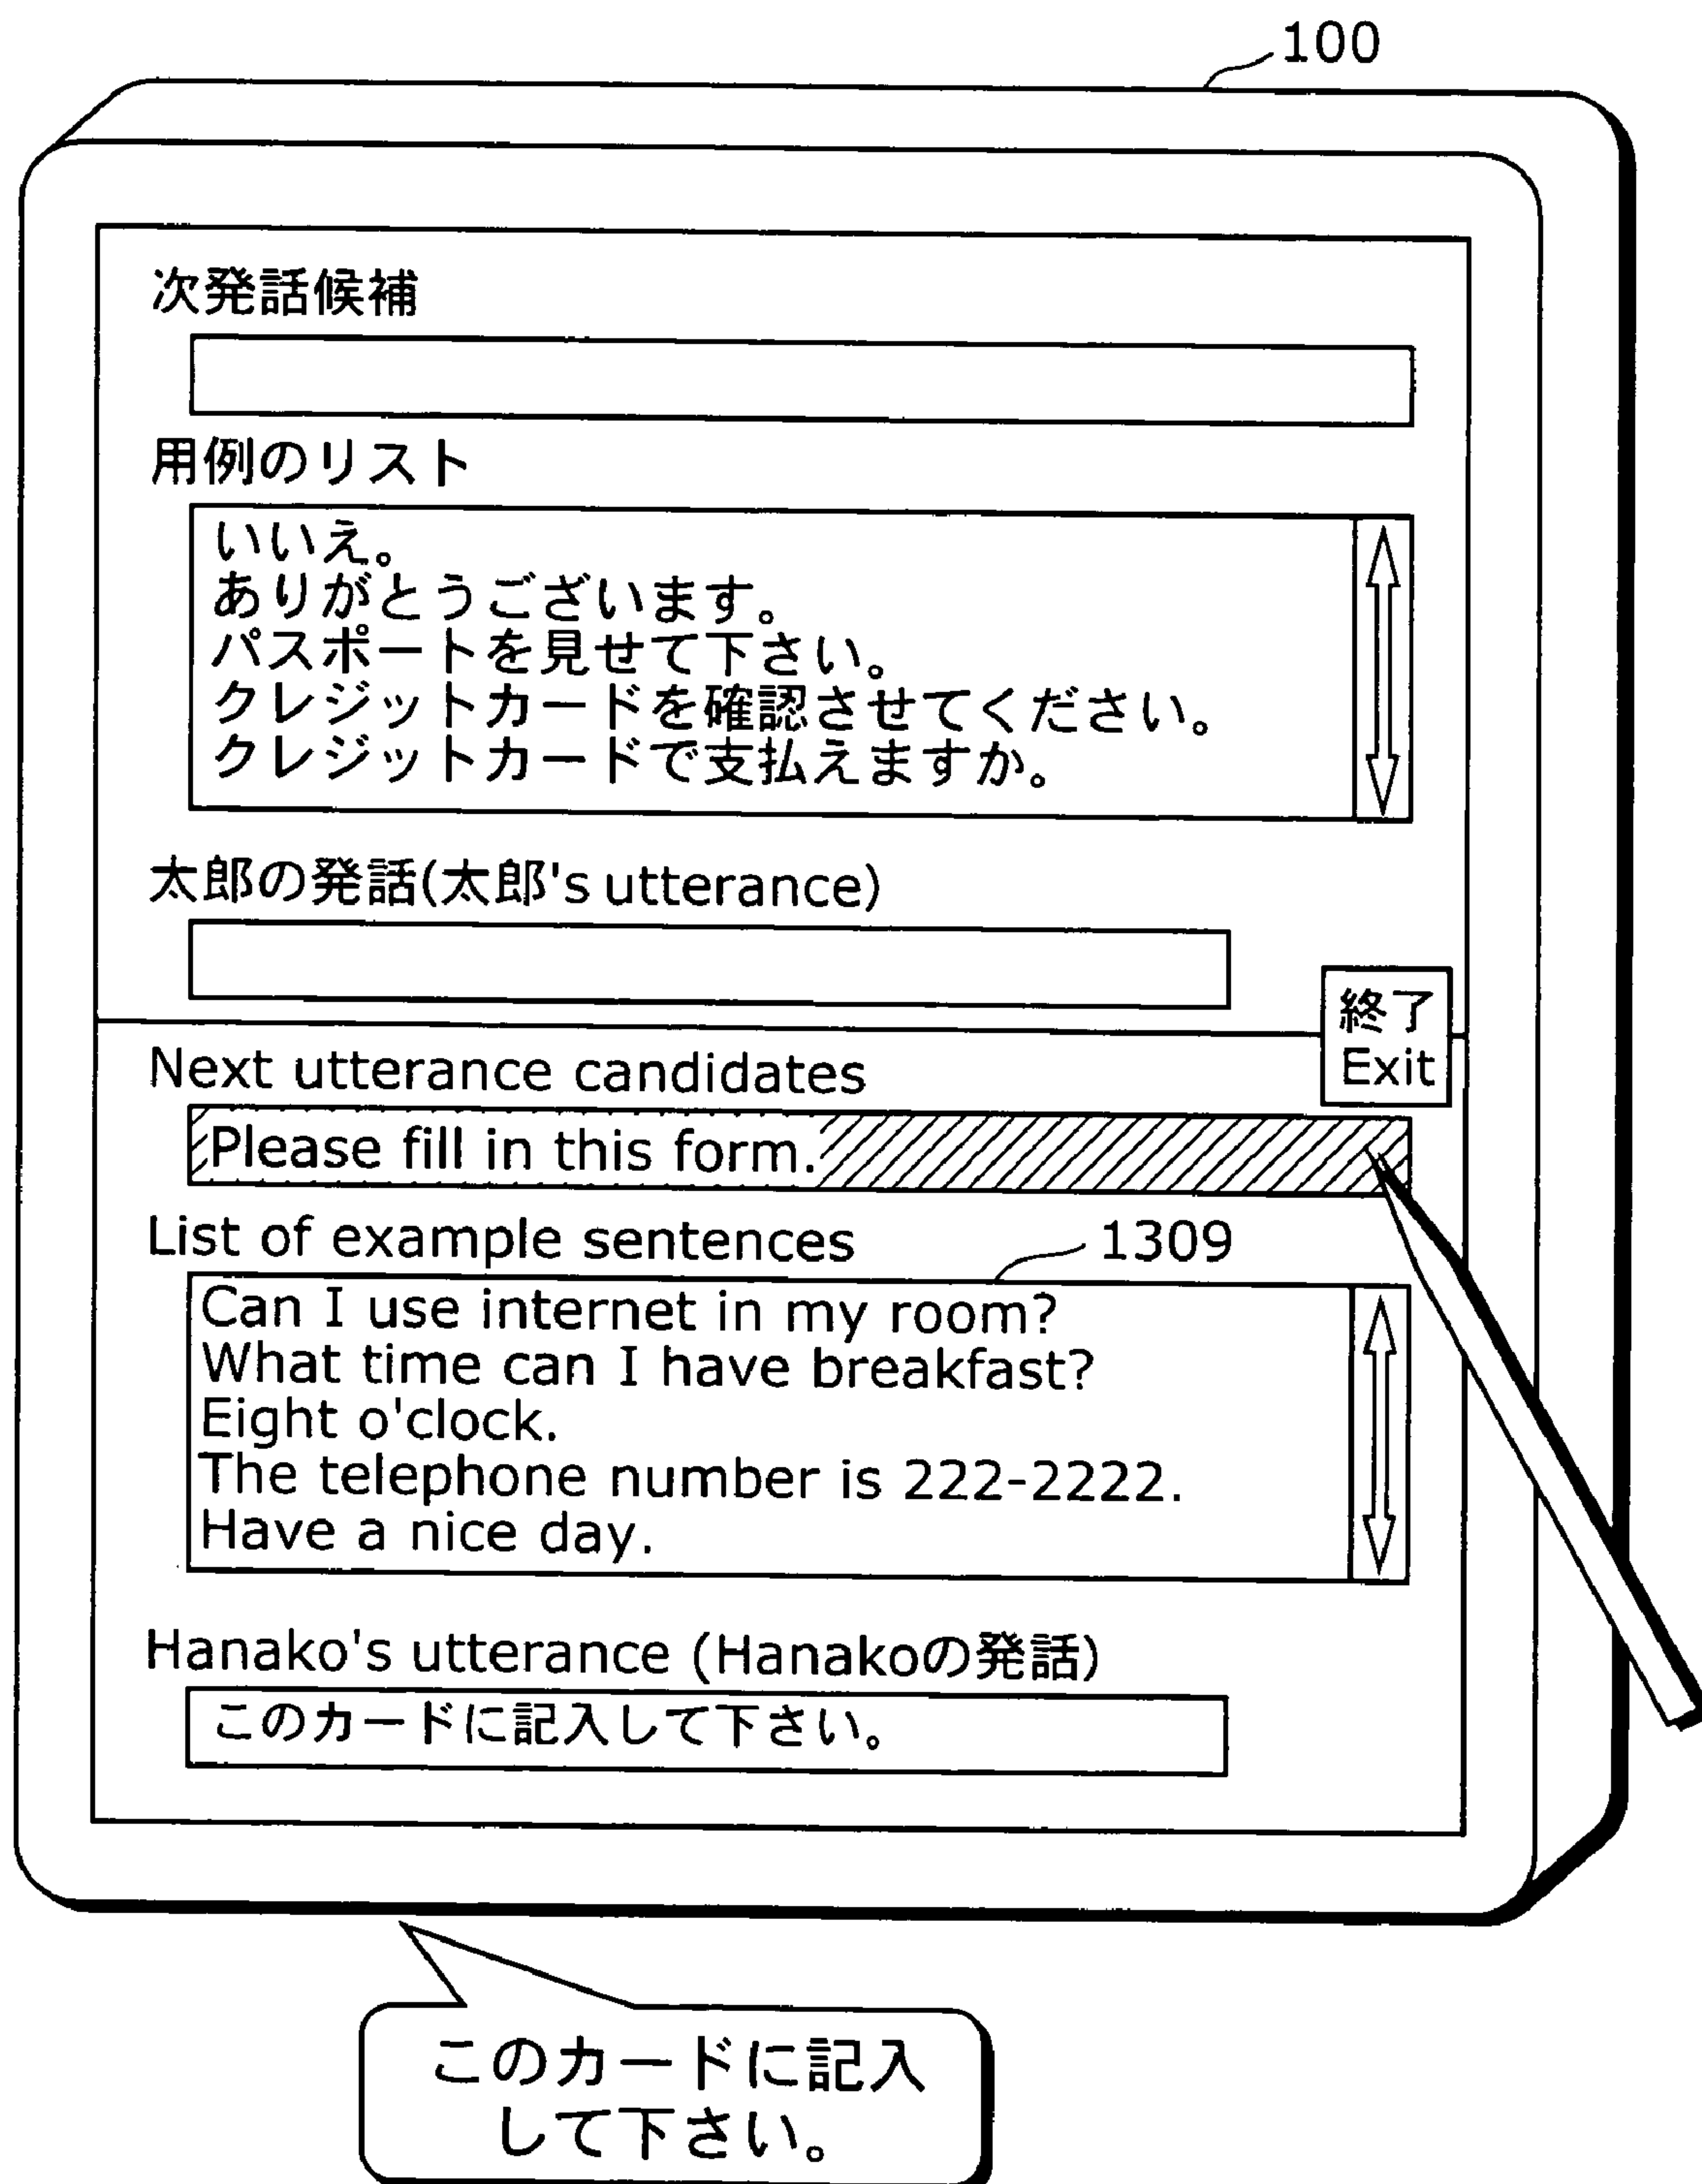 100
次発話候補
用例のリスト
いいえ。
ありがとうございます。
パスポートを見せて下さい。
クレジットカードを確認させてください。
クレジットカードで支払えますか。
太郎の発話(太郎's utterance)
終了
Exit
Next utterance candidates
Please fill in this form.
List of example sentences
1309
Can I use internet in my room?
What time can I have breakfast?
Eight o'clock.
The telephone number is 222-2222.
Have a nice day.
Hanako's utterance (Hanakoの発話)
このカードに記入して下さい。
このカードに記入
して下さい。